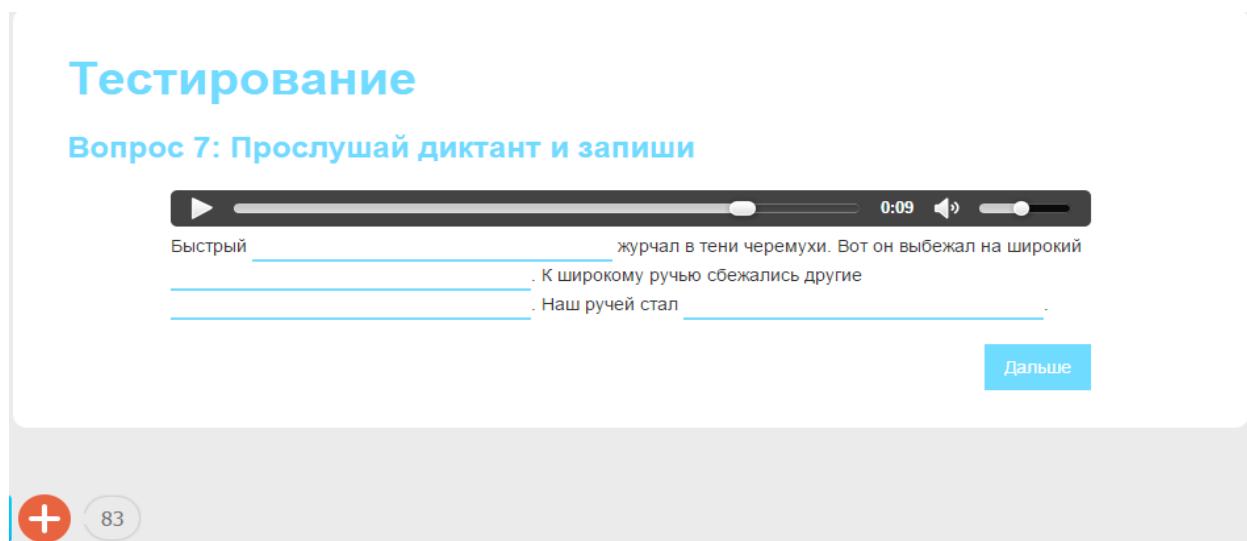 Тестирование
Вопрос 7: Прослушай диктант и запиши
0:09
Быстрый журчал в тени черемухи. Вот он выбежал на широкий
. К широкому ручью сбежались другие
. Наш ручей стал .
Дальше
83